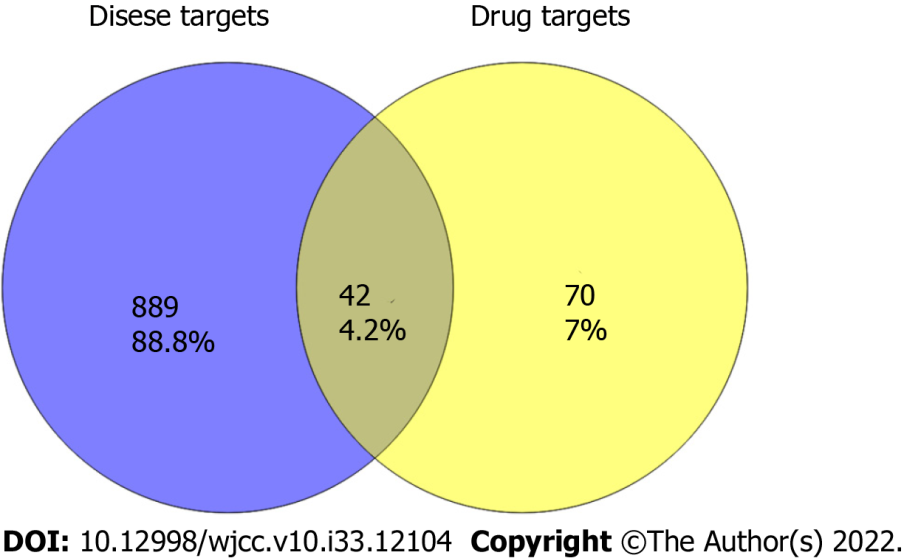 Disese targets
Drug targets
889
88.8%
42
4.2%
70
7%
DOI: 10.12998/wjcc.v10.i33.12104 Copyright ©The Author(s) 2022.